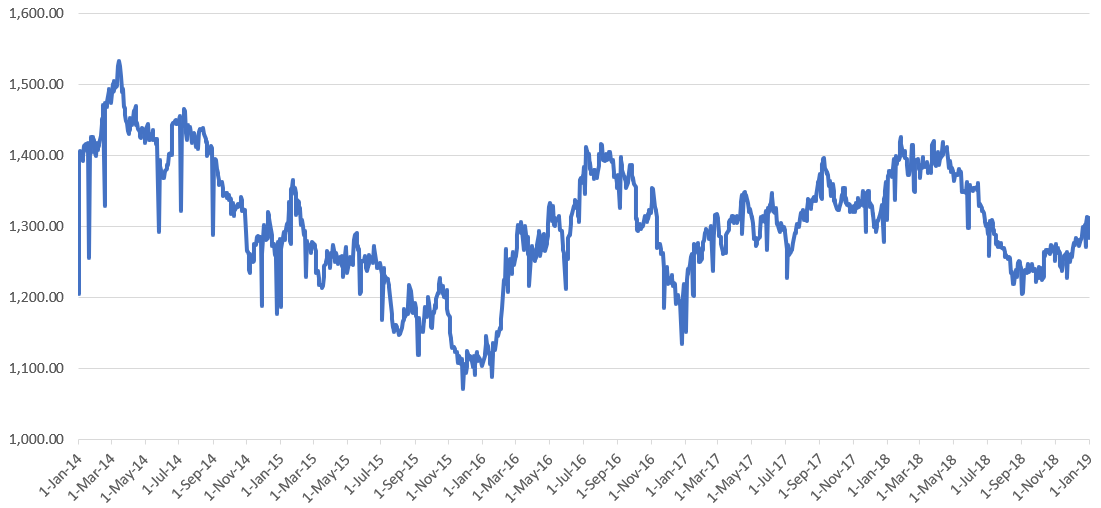 1,600.00
1,500.00
1,400.00
1,300.00
1,200.00
1,100.00
1,000.00
1-Jan-14
1-Mar-14
1-May-14
1-Jul-14
1-Sep-14
1-Nov-14
1-Jan-15
1-Mar-15
1-May-15
1-Jul-15
1-Sep-15
1-Nov-15
1-Jan-16
1-Mar-16
1-May-16
1-Jul-16
1-Sep-16
1-Nov-16
1-Jan-17
1-Mar-17
1-May-17
1-Jul-17
1-Sep-17
1-Nov-17
1-Jan-18
1-Mar-18
1-May-18
1-Jul-18
1-Sep-18
1-Nov-18
1-Jan-19